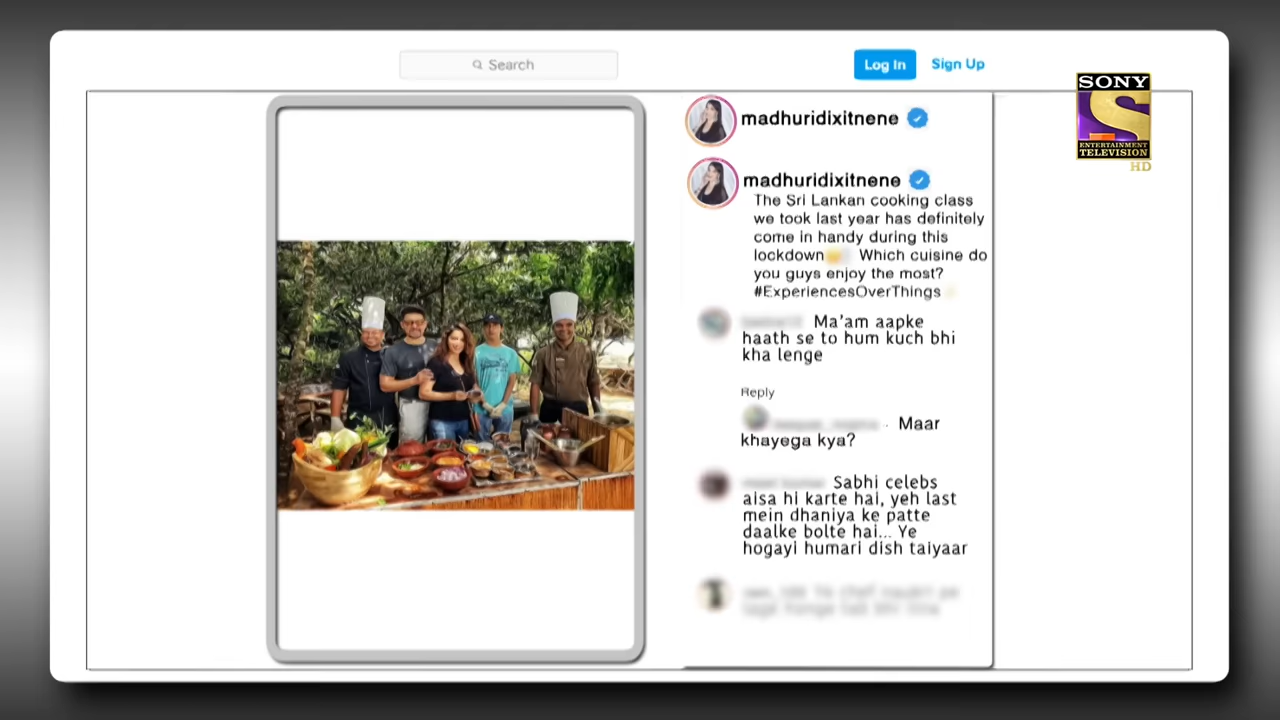 Search
Log In
Sign Up
SONY
S
ENTERTAINMENT
TELEVISION
HD
madhuridixitnene
madhuridixitnene
The Sri Lankan cooking class
we took last year has definitely
come in handy during this
lockdown Which cuisine do
you guys enjoy the most?
#ExperiencesOverThings
Ma'am aapke
haath se to hum kuch bhi
kha lenge
Reply
Maar
khayega kya?
Sabhi celebs
aisa hi karte hai, yeh last
mein dhaniya ke patte
daalke bolte hai... Ye
hogayi humari dish taiyaar